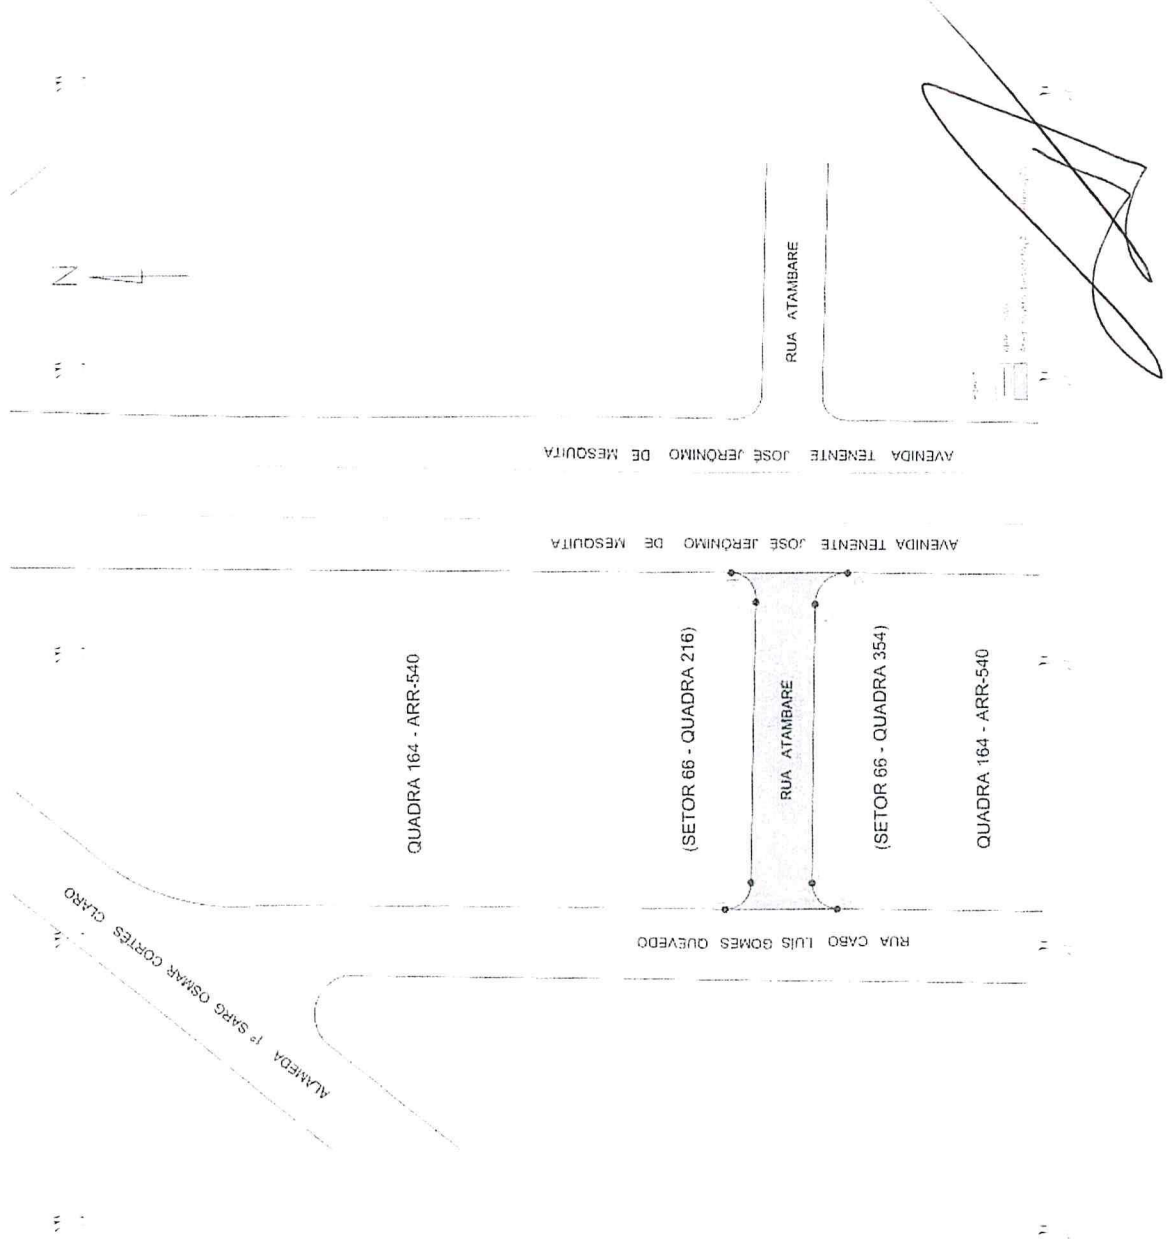 N
RUA ATAMBARE
AVENIDA TENENTE JOSÉ JERÔNIMO DE MESQUITA
AVENIDA TENENTE JOSÉ JERÔNIMO DE MESQUITA
QUADRA 164 - ARR-540
(SETOR 66 - QUADRA 216)
RUA ATAMBARE
(SETOR 66 - QUADRA 354)
QUADRA 164 - ARR-540
RUA CABO LUÍS GOMES QUEVEDO
ALAMEDA 1º SARG OSMAR CORTÊS CLARO